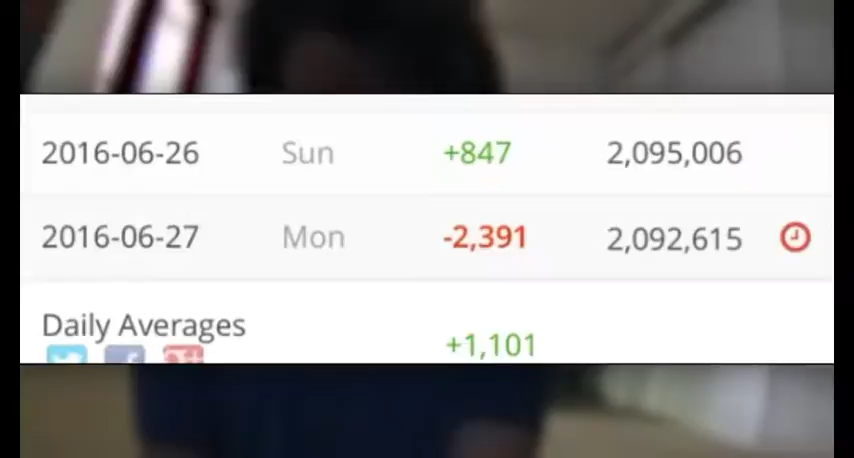 2016-06-26 Sun +847 2,095,006
2016-06-27 Mon -2,391 2,092,615
Daily Averages +1,101